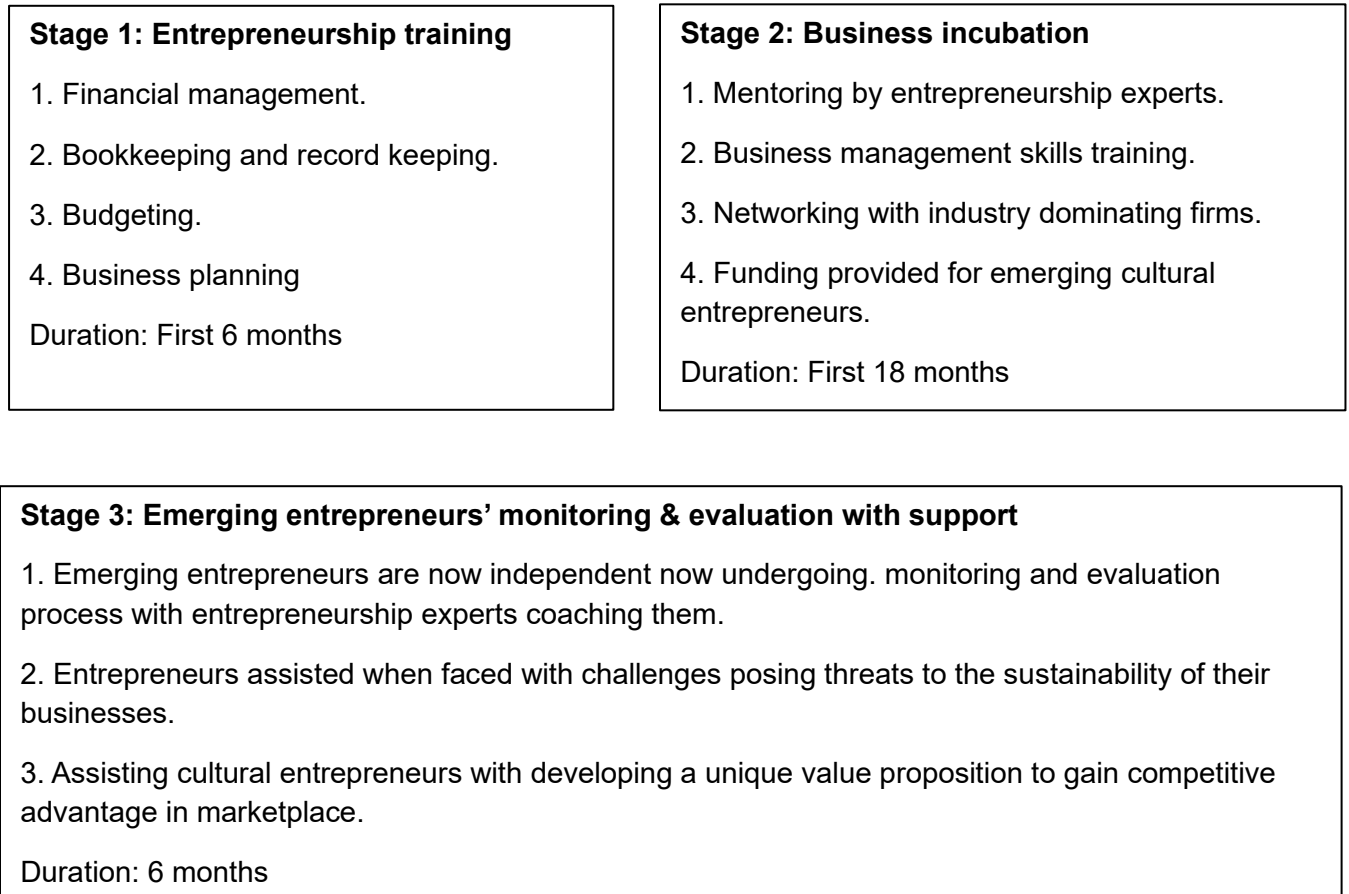 Stage 1: Entrepreneurship training
1. Financial management.
2. Bookkeeping and record keeping.
3. Budgeting.
4. Business planning
Duration: First 6 months
Stage 2: Business incubation
1. Mentoring by entrepreneurship experts.
2. Business management skills training.
3. Networking with industry dominating firms.
4. Funding provided for emerging cultural
entrepreneurs.
Duration: First 18 months
Stage 3: Emerging entrepreneurs’ monitoring & evaluation with support
1. Emerging entrepreneurs are now independent now undergoing. monitoring and evaluation
process with entrepreneurship experts coaching them.
2. Entrepreneurs assisted when faced with challenges posing threats to the sustainability of their
businesses.
3. Assisting cultural entrepreneurs with developing a unique value proposition to gain competitive
advantage in marketplace.
Duration: 6 months